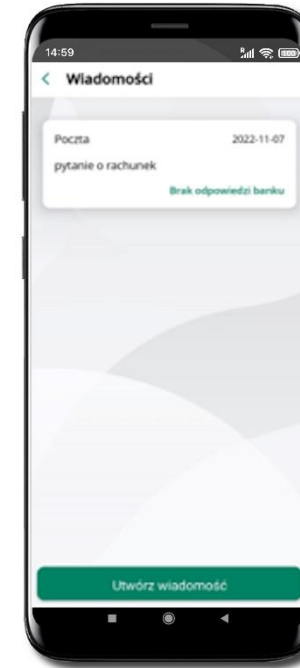 14:59
Wiadomości
Poczta 2022-11-07
pytanie o rachunek
Brak odpowiedzi banku
Utwórz wiadomość